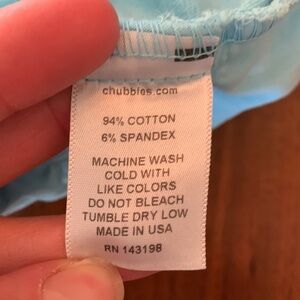 chubbies.com
94% COTTON
6% SPANDEX
MACHINE WASH
COLD WITH
LIKE COLORS
DO NOT BLEACH
TUMBLE DRY LOW
MADE IN USA
RN 143198